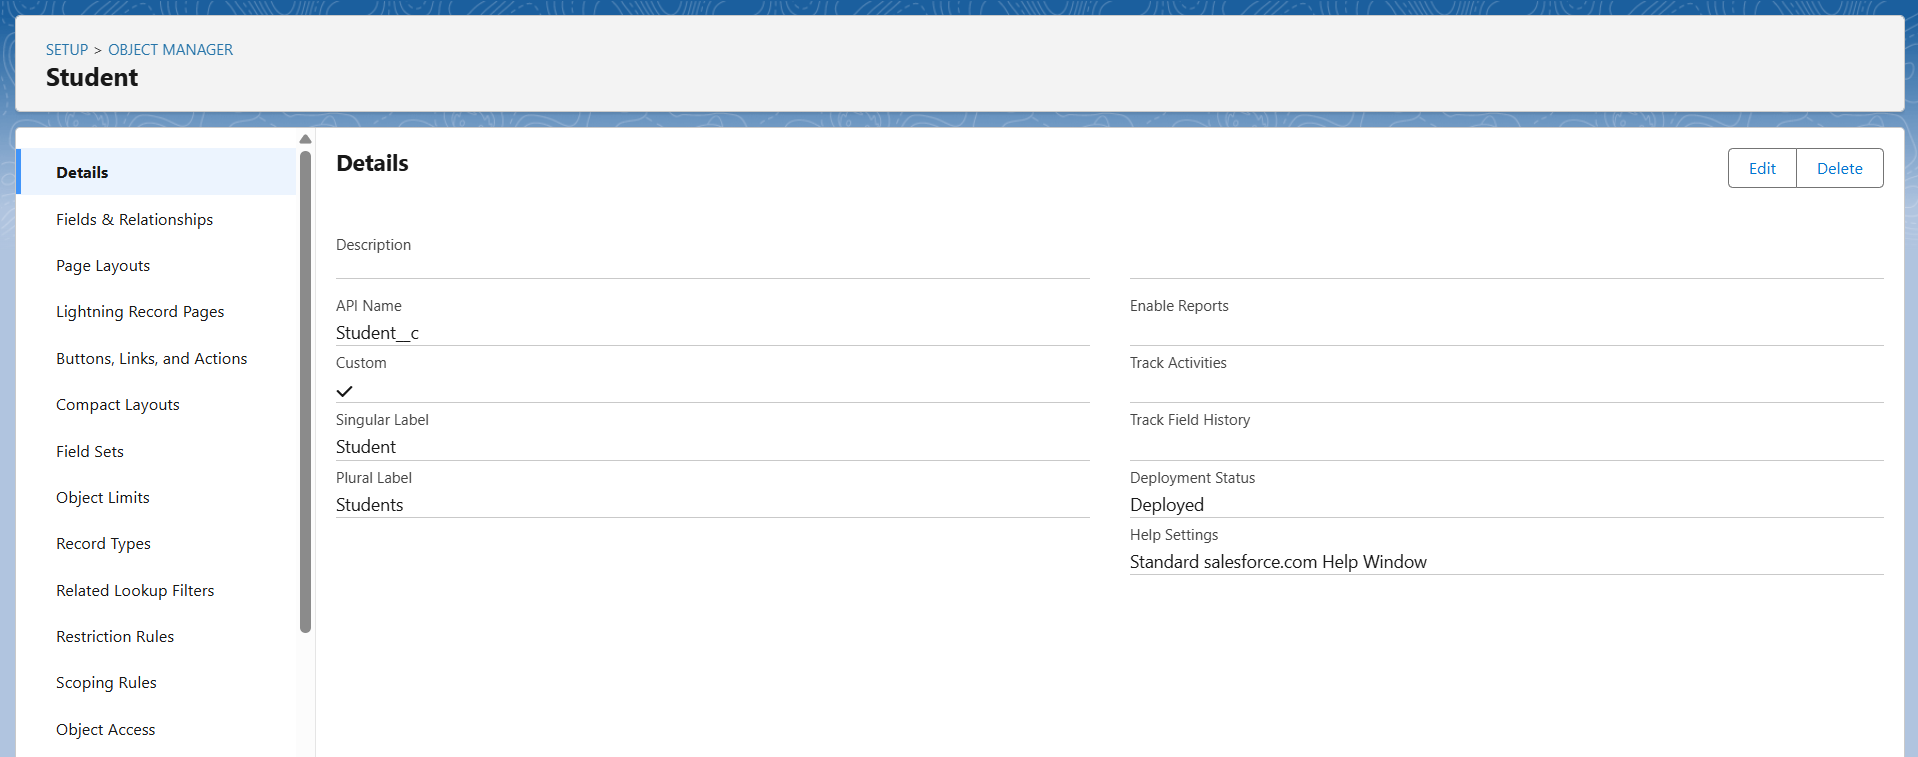 SETUP > OBJECT MANAGER
Student
Details
Fields & Relationships
Page Layouts
Lightning Record Pages
Buttons, Links, and Actions
Compact Layouts
Field Sets
Object Limits
Record Types
Related Lookup Filters
Restriction Rules
Scoping Rules
Object Access
Details
Edit
Delete
Description
API Name
Student__c
Custom
Singular Label
Student
Plural Label
Students
Enable Reports
Track Activities
Track Field History
Deployment Status
Deployed
Help Settings
Standard salesforce.com Help Window